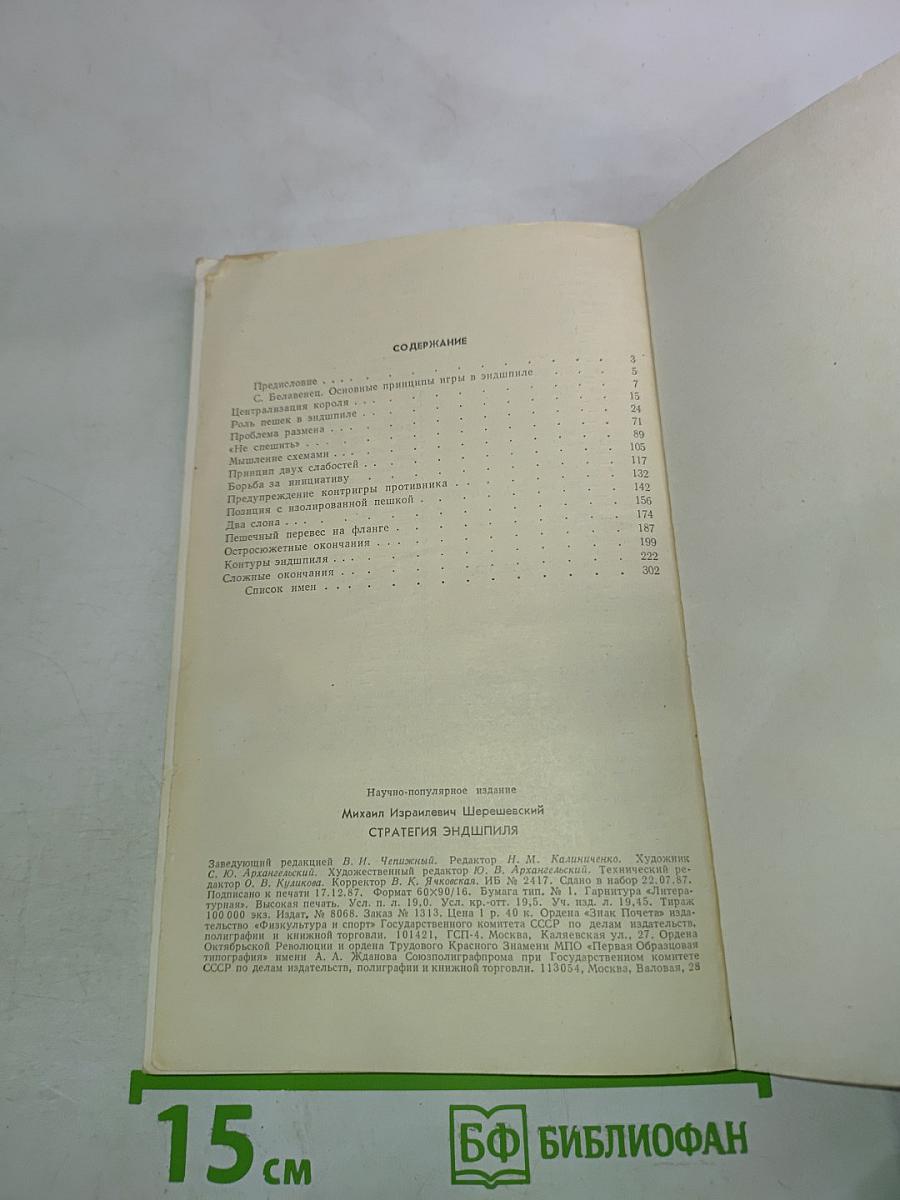 СОДЕРЖАНИЕ
Предисловие . . . . . . . . . . . . 3
С. Белавенец. Основные принципы игры в эндшпиле . . . 5
Централизация короля . . . . . . . . . . . . 7
Роль пешек в эндшпиле . . . . . . . . . . . . 15
Проблема размена . . . . . . . . . . . . 24
«Не спешить» . . . . . . . . . . . . 71
Мышление схемами . . . . . . . . . . . . 89
Принцип двух слабостей . . . . . . . . . . . . 105
Борьба за инициативу . . . . . . . . . . . . 117
Предупреждение контригры противника . . . . . . . . . 132
Позиция с изолированной пешкой . . . . . . . . . . 142
Два слона . . . . . . . . . . . . 156
Пешечный перевес на фланге . . . . . . . . . . . 174
Остросюжетные окончания . . . . . . . . . . . . 187
Контуры эндшпиля . . . . . . . . . . . . 199
Сложные окончания . . . . . . . . . . . . 222
Список имен . . . . . . . . . . . . 302
Научно-популярное издание
Михаил Израилевич Шерешевский
СТРАТЕГИЯ ЭНДШПИЛЯ
Заведующий редакцией В. И. Чепижный. Редактор Н. М. Калиниченко. Художник
С. Ю. Архангельский. Художественный редактор Ю. В. Архангельский. Технический ре-
дактор О. В. Куликова. Корректор В. К. Ячковская. ИБ № 2417. Сдано в набор 22.07.87.
Подписано к печати 17.12.87. Формат 60X90/16. Бумага тип. № 1. Гарнитура «Литера-
турная». Высокая печать. Усл. п. л. 19,0. Усл. кр.-отт. 19,5. Уч. изд. л. 19,45. Тираж
100 000 экз. Издат. № 8068. Заказ № 1313. Цена 1 р. 40 к. Ордена «Знак Почета» изда-
тельство «Физкультура и спорт» Государственного комитета СССР по делам издательств,
полиграфии и книжной торговли. 101421, ГСП-4. Москва, Каляевская ул., 27. Ордена
Октябрьской Революции и ордена Трудового Красного Знамени МПО «Первая Образцовая
типография» имени А. А. Жданова Союзполиграфпрома при Государственном комитете
СССР по делам издательств, полиграфии и книжной торговли. 113054, Москва, Валовая, 28
15 см
БФ БИБЛИОФАН